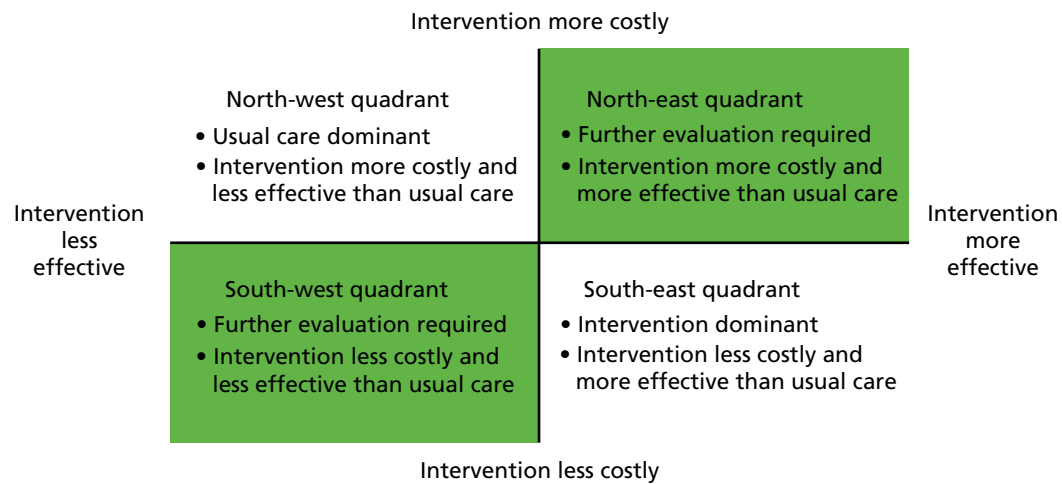 Intervention more costly
North-west quadrant
• Usual care dominant
• Intervention more costly and
less effective than usual care
North-east quadrant
• Further evaluation required
• Intervention more costly and
more effective than usual care
Intervention
less
effective
Intervention
more
effective
South-west quadrant
• Further evaluation required
• Intervention less costly and
less effective than usual care
South-east quadrant
• Intervention dominant
• Intervention less costly and
more effective than usual care
Intervention less costly